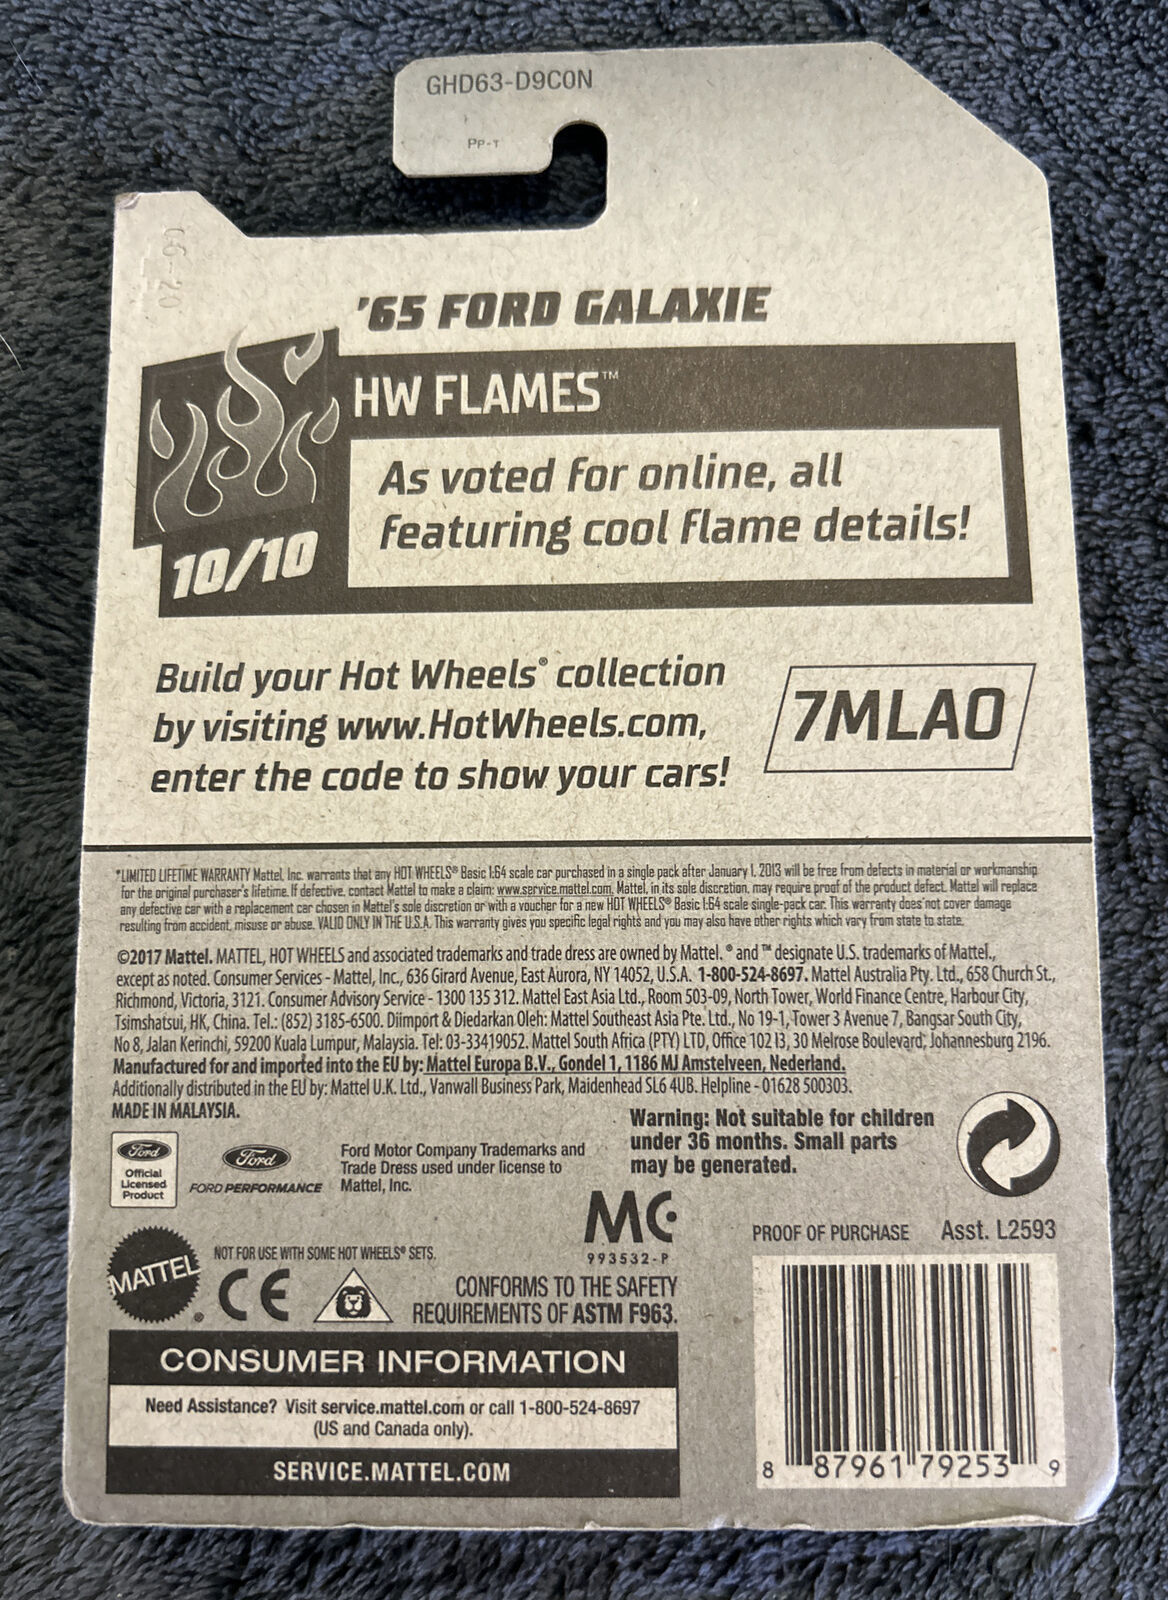 GHD63-D9C0N
PP-T
06-20
'65 FORD GALAXIE
HW FLAMES™
As voted for online, all
featuring cool flame details!
10/10
Build your Hot Wheels® collection
by visiting www.HotWheels.com,
enter the code to show your cars!
7MLA0
*LIMITED LIFETIME WARRANTY Mattel, Inc. warrants that any HOT WHEELS® Basic 1:64 scale car purchased in a single pack after January 1, 2013 will be free from defects in material or workmanship
for the original purchaser's lifetime. If defective, contact Mattel to make a claim: www.service.mattel.com. Mattel, in its sole discretion, may require proof of the product defect. Mattel will replace
any defective car with a replacement car chosen in Mattel's sole discretion or with a voucher for a new HOT WHEELS® Basic 1:64 scale single-pack car. This warranty does not cover damage
resulting from accident, misuse or abuse. VALID ONLY IN THE U.S.A. This warranty gives you specific legal rights and you may also have other rights which vary from state to state.
©2017 Mattel. MATTEL, HOT WHEELS and associated trademarks and trade dress are owned by Mattel. ® and ™ designate U.S. trademarks of Mattel.,
except as noted. Consumer Services - Mattel, Inc., 636 Girard Avenue, East Aurora, NY 14052, U.S.A. 1-800-524-8697. Mattel Australia Pty. Ltd., 658 Church St.,
Richmond, Victoria, 3121. Consumer Advisory Service - 1300 135 312. Mattel East Asia Ltd., Room 503-09, North Tower, World Finance Centre, Harbour City,
Tsimshatsui, HK, China. Tel.: (852) 3185-6500. Diimport & Diedarkan Oleh: Mattel Southeast Asia Pte. Ltd., No 19-1, Tower 3 Avenue 7, Bangsar South City,
No 8, Jalan Kerinchi, 59200 Kuala Lumpur, Malaysia. Tel: 03-33419052. Mattel South Africa (PTY) LTD, Office 102 I3, 30 Melrose Boulevard, Johannesburg 2196.
Manufactured for and imported into the EU by: Mattel Europa B.V., Gondel 1, 1186 MJ Amstelveen, Nederland.
Additionally distributed in the EU by: Mattel U.K. Ltd., Vanwall Business Park, Maidenhead SL6 4UB. Helpline - 01628 500303.
MADE IN MALAYSIA.
Warning: Not suitable for children
under 36 months. Small parts
may be generated.
Ford
Official
Licensed
Product
Ford
FORD PERFORMANCE
Ford Motor Company Trademarks and
Trade Dress used under license to
Mattel, Inc.
MC
993532-P
PROOF OF PURCHASE Asst. L2593
MATTEL®
NOT FOR USE WITH SOME HOT WHEELS® SETS.
CE
CONFORMS TO THE SAFETY
REQUIREMENTS OF ASTM F963.
CONSUMER INFORMATION
Need Assistance? Visit service.mattel.com or call 1-800-524-8697
(US and Canada only).
SERVICE.MATTEL.COM
8 87961 79253 9